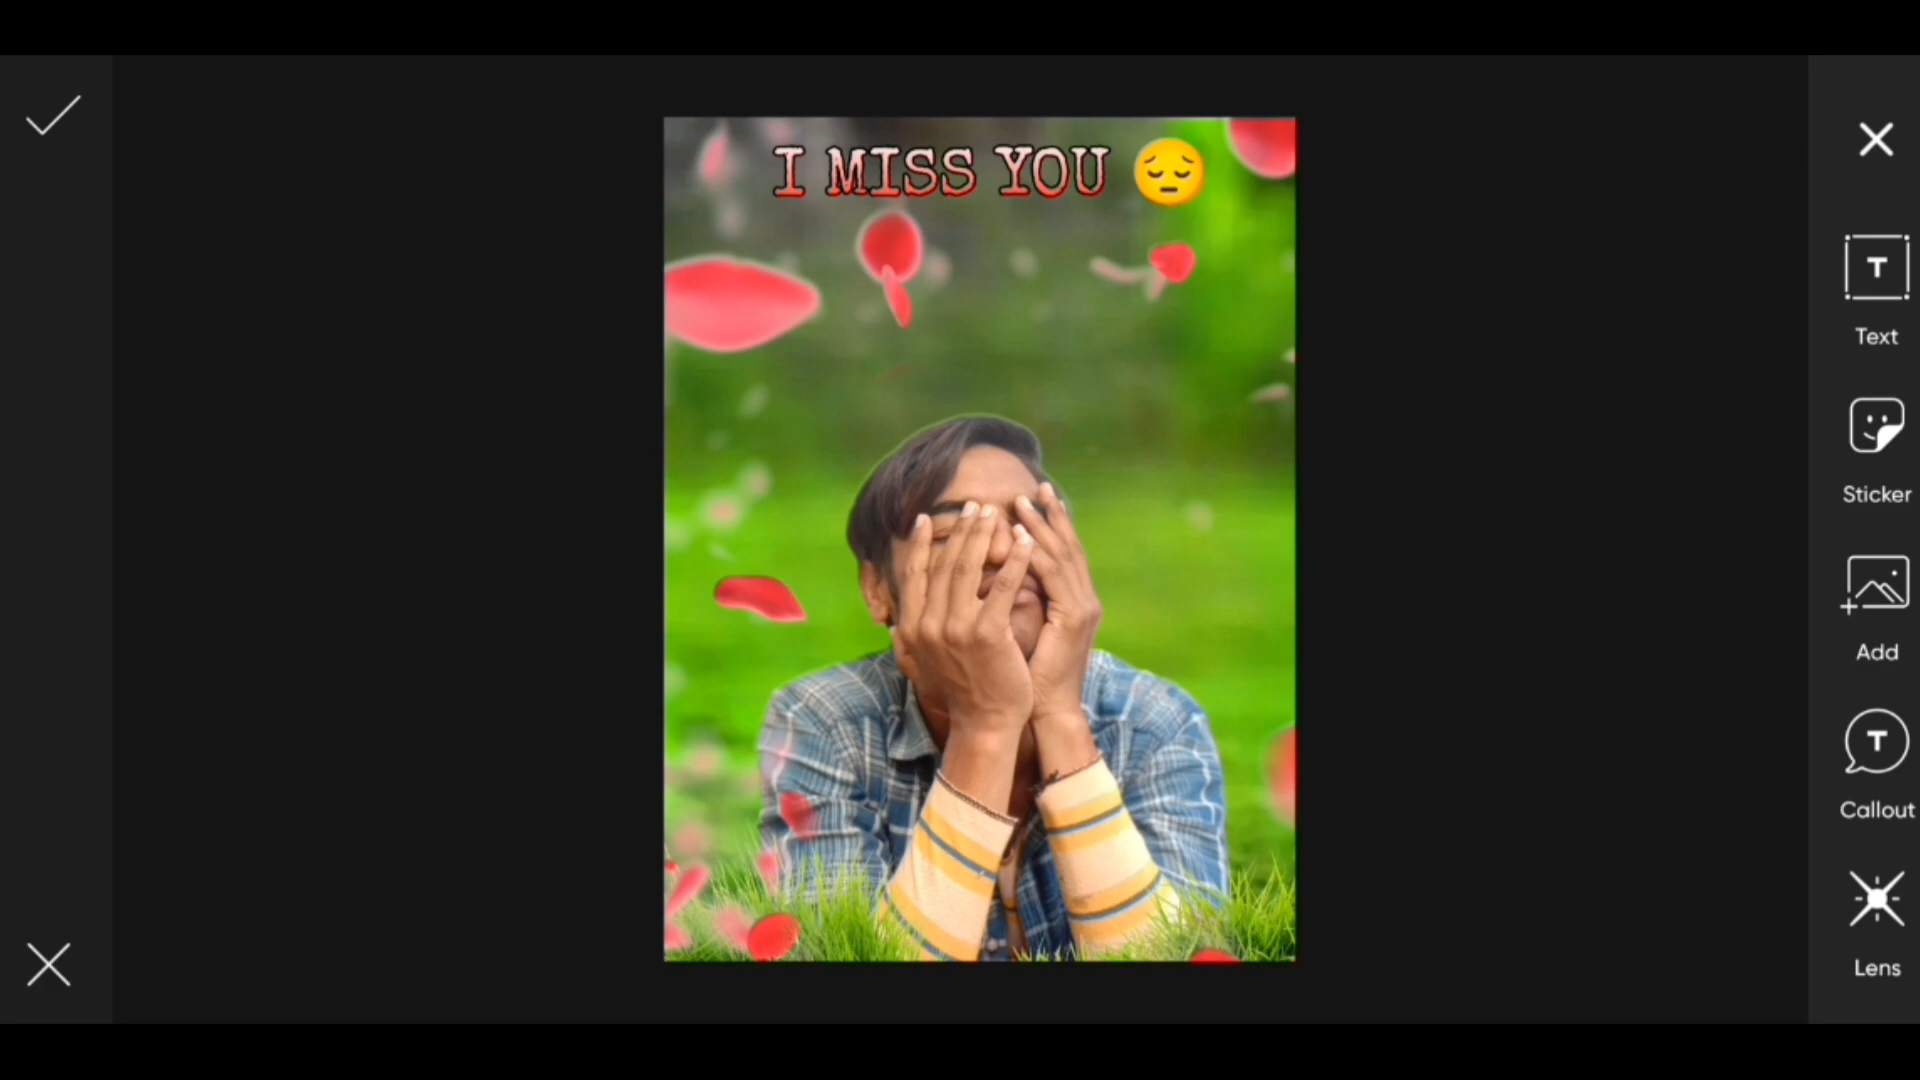 I MISS YOU 😔
T
Text
Sticker
Add
T
Callout
Lens